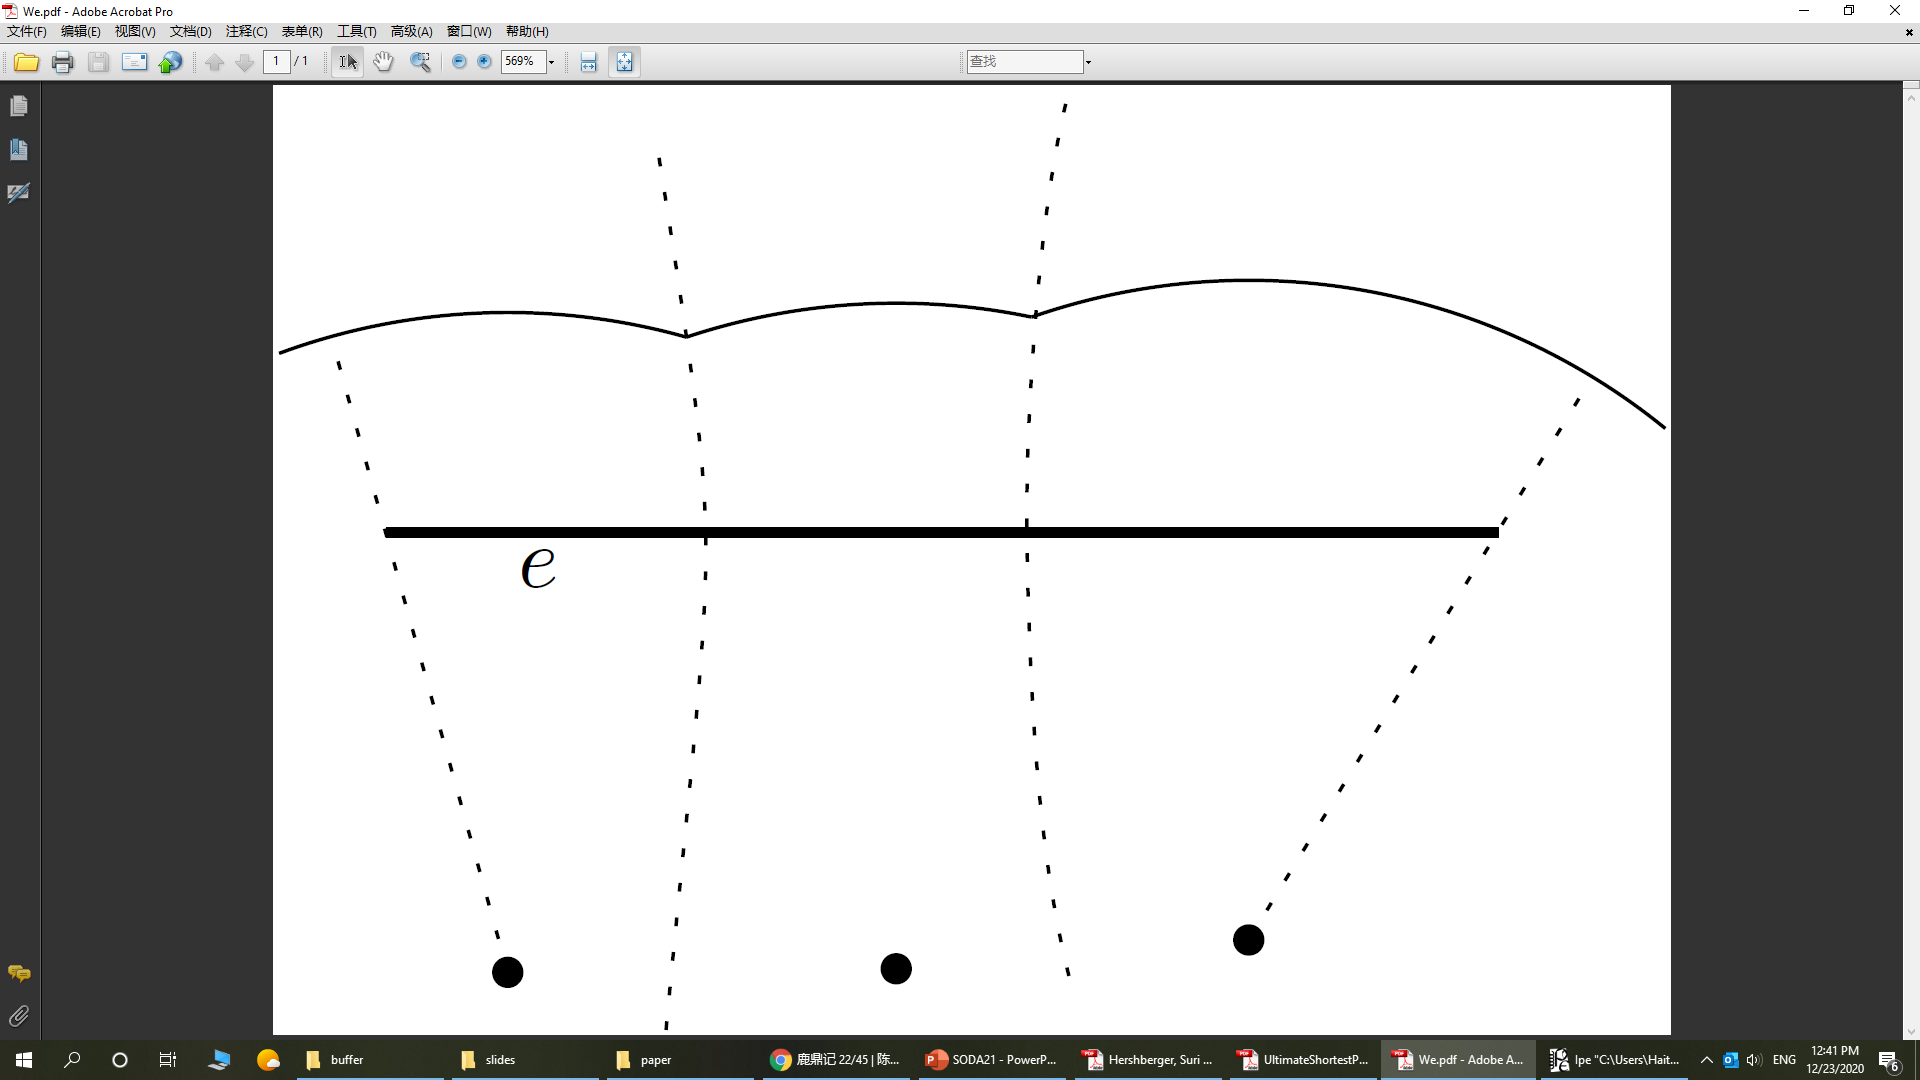 We.pdf - Adobe Acrobat Pro
文件(F) 编辑(E) 视图(V) 文档(D) 注释(C) 表单(R) 工具(T) 高级(A) 窗口(W) 帮助(H)
1 / 1 569% 查找
e
buffer slides paper 鹿鼎记 22/45 | 陈... SODA21 - PowerP... Hershberger, Suri ... UltimateShortestP... We.pdf - Adobe A... Ipe "C:\Users\Hait... ENG 12:41 PM
12/23/2020 6